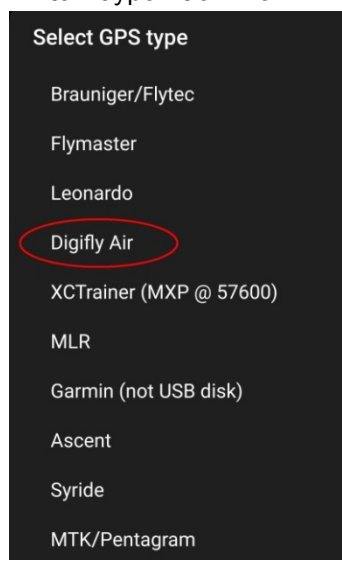 Select GPS type
Brauniger/Flytec
Flymaster
Leonardo
Digifly Air
XCTrainer (MXP @ 57600)
MLR
Garmin (not USB disk)
Ascent
Syride
MTK/Pentagram